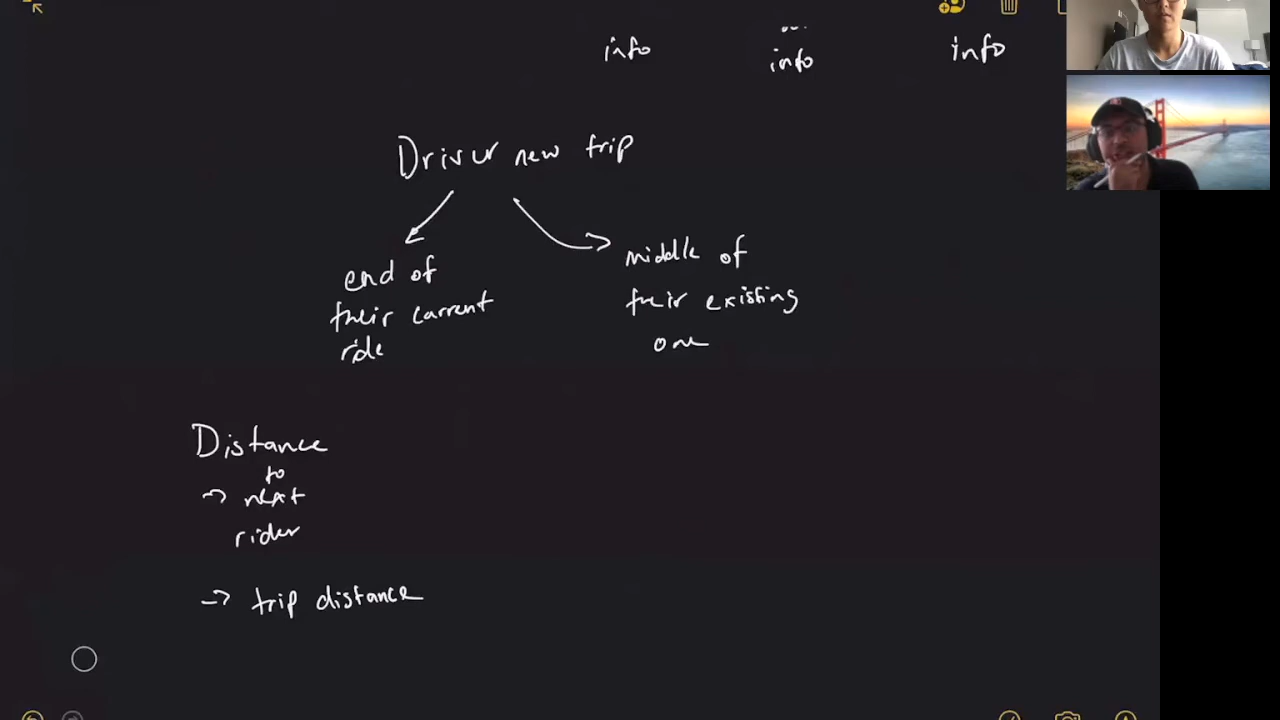 info info info
Driver new trip
end of
their current
ride
middle of
their existing
one
Distance
to
→ next
rider
→ trip distance